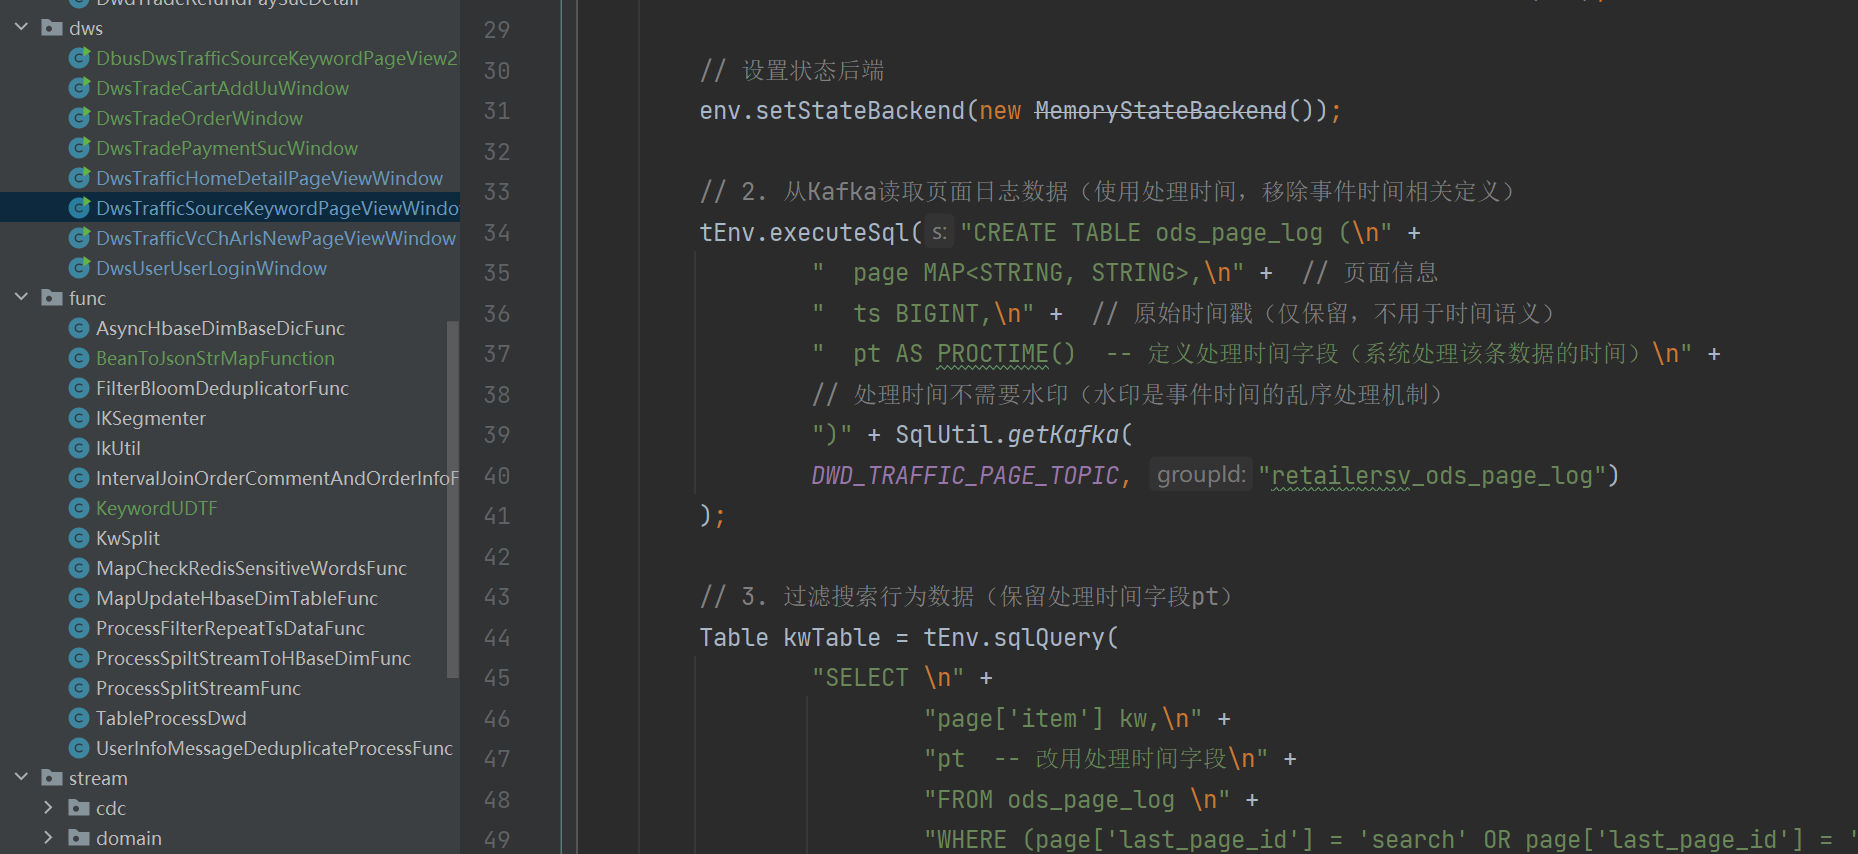 DwdTradeRefundPaySucDetail
dws
DbusDwsTrafficSourceKeywordPageView2
DwsTradeCartAddUuWindow
DwsTradeOrderWindow
DwsTradePaymentSucWindow
DwsTrafficHomeDetailPageViewWindow
DwsTrafficSourceKeywordPageViewWindo
DwsTrafficVcChArIsNewPageViewWindow
DwsUserUserLoginWindow
func
AsyncHbaseDimBaseDicFunc
BeanToJsonStrMapFunction
FilterBloomDeduplicatorFunc
IKSegmenter
IkUtil
IntervalJoinOrderCommentAndOrderInfoF
KeywordUDTF
KwSplit
MapCheckRedisSensitiveWordsFunc
MapUpdateHbaseDimTableFunc
ProcessFilterRepeatTsDataFunc
ProcessSpiltStreamToHBaseDimFunc
ProcessSplitStreamFunc
TableProcessDwd
UserInfoMessageDeduplicateProcessFunc
stream
cdc
domain
29
30 // 设置状态后端
31 env.setStateBackend(new MemoryStateBackend());
32
33 // 2. 从Kafka读取页面日志数据（使用处理时间，移除事件时间相关定义）
34 tEnv.executeSql( s: "CREATE TABLE ods_page_log (\n" +
35 "  page MAP<STRING, STRING>,\n" +  // 页面信息
36 "  ts BIGINT,\n" +  // 原始时间戳（仅保留，不用于时间语义）
37 "  pt AS PROCTIME()  -- 定义处理时间字段（系统处理该条数据的时间）\n" +
38 // 处理时间不需要水印（水印是事件时间的乱序处理机制）
39 ")" + SqlUtil.getKafka(
40 DWD_TRAFFIC_PAGE_TOPIC, groupId: "retailersv_ods_page_log")
41 );
42
43 // 3. 过滤搜索行为数据（保留处理时间字段pt）
44 Table kwTable = tEnv.sqlQuery(
45 "SELECT \n" +
46 "page['item'] kw,\n" +
47 "pt  -- 改用处理时间字段\n" +
48 "FROM ods_page_log \n" +
49 "WHERE (page['last_page_id'] = 'search' OR page['last_page_id'] = '